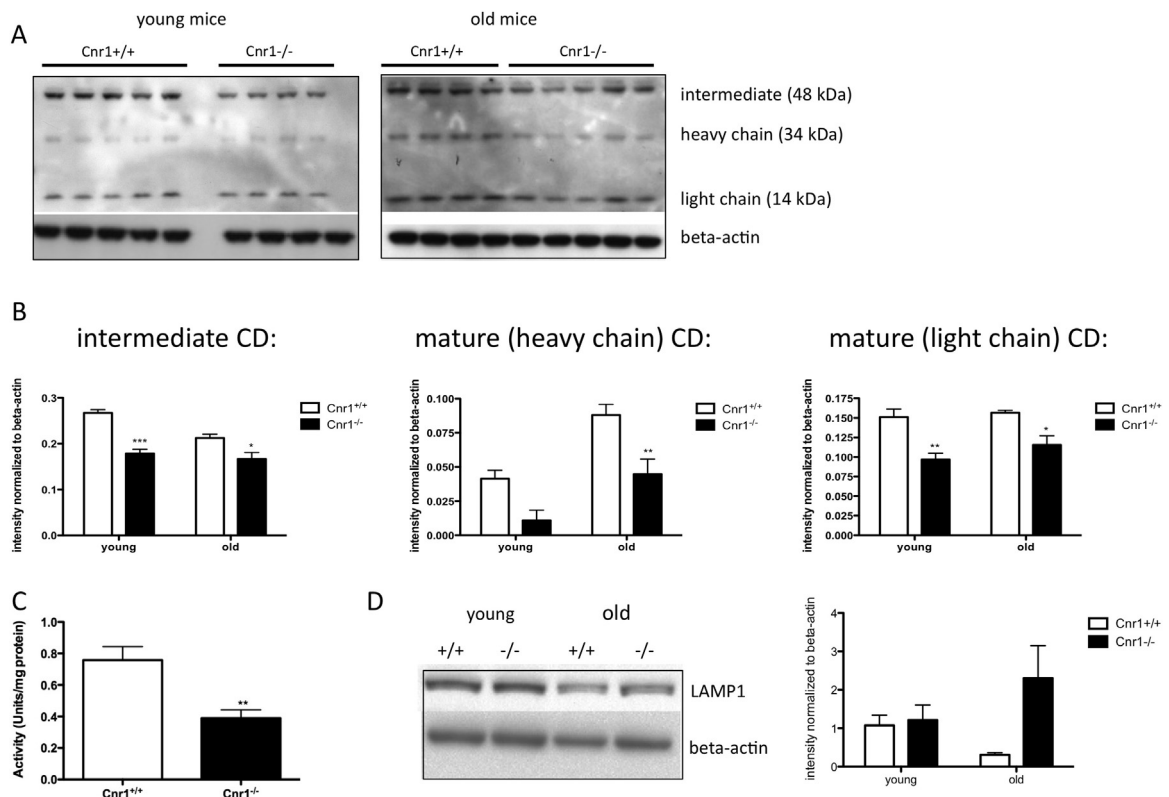 A
young mice
old mice
Cnr1+/+
Cnr1-/-
Cnr1+/+
Cnr1-/-
intermediate (48 kDa)
heavy chain (34 kDa)
light chain (14 kDa)
beta-actin
B
intermediate CD:
intensity normalized to beta-actin
0.3
0.2
0.1
0.0
***
*
young
old
Cnr1+/+
Cnr1-/-
mature (heavy chain) CD:
intensity normalized to beta-actin
0.100
0.075
0.050
0.025
0.000
**
young
old
Cnr1+/+
Cnr1-/-
mature (light chain) CD:
intensity normalized to beta-actin
0.175
0.150
0.125
0.100
0.075
0.050
0.025
0.000
**
*
young
old
Cnr1+/+
Cnr1-/-
C
Activity (Units/mg protein)
1.0
0.8
0.6
0.4
0.2
0.0
**
Cnr1+/+
Cnr1-/-
D
young
old
+/+
-/-
+/+
-/-
LAMP1
beta-actin
intensity normalized to beta-actin
4
3
2
1
0
young
old
Cnr1+/+
Cnr1-/-